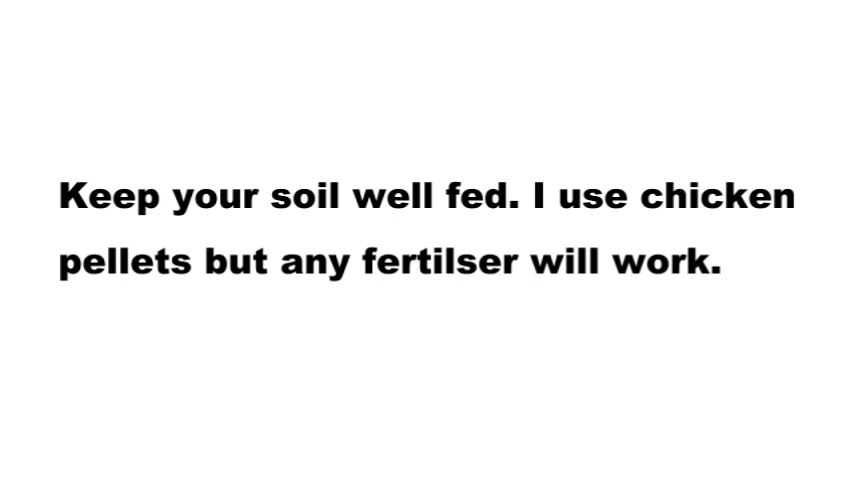 Keep your soil well fed. I use chicken
pellets but any fertilser will work.